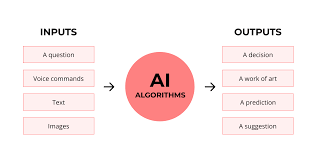 INPUTS
A question
Voice commands
Text
Images
AI
ALGORITHMS
OUTPUTS
A decision
A work of art
A prediction
A suggestion